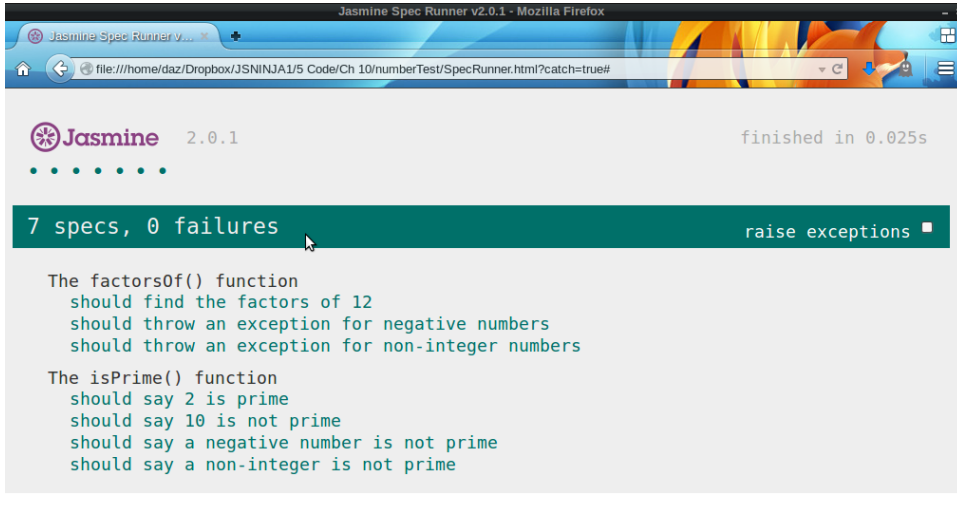 Jasmine Spec Runner v2.0.1 - Mozilla Firefox
Jasmine Spec Runner v...
file:///home/daz/Dropbox/JSNINJA1/5 Code/Ch 10/numberTest/SpecRunner.html?catch=true#
Jasmine 2.0.1 finished in 0.025s
7 specs, 0 failures raise exceptions
The factorsOf() function
should find the factors of 12
should throw an exception for negative numbers
should throw an exception for non-integer numbers
The isPrime() function
should say 2 is prime
should say 10 is not prime
should say a negative number is not prime
should say a non-integer is not prime